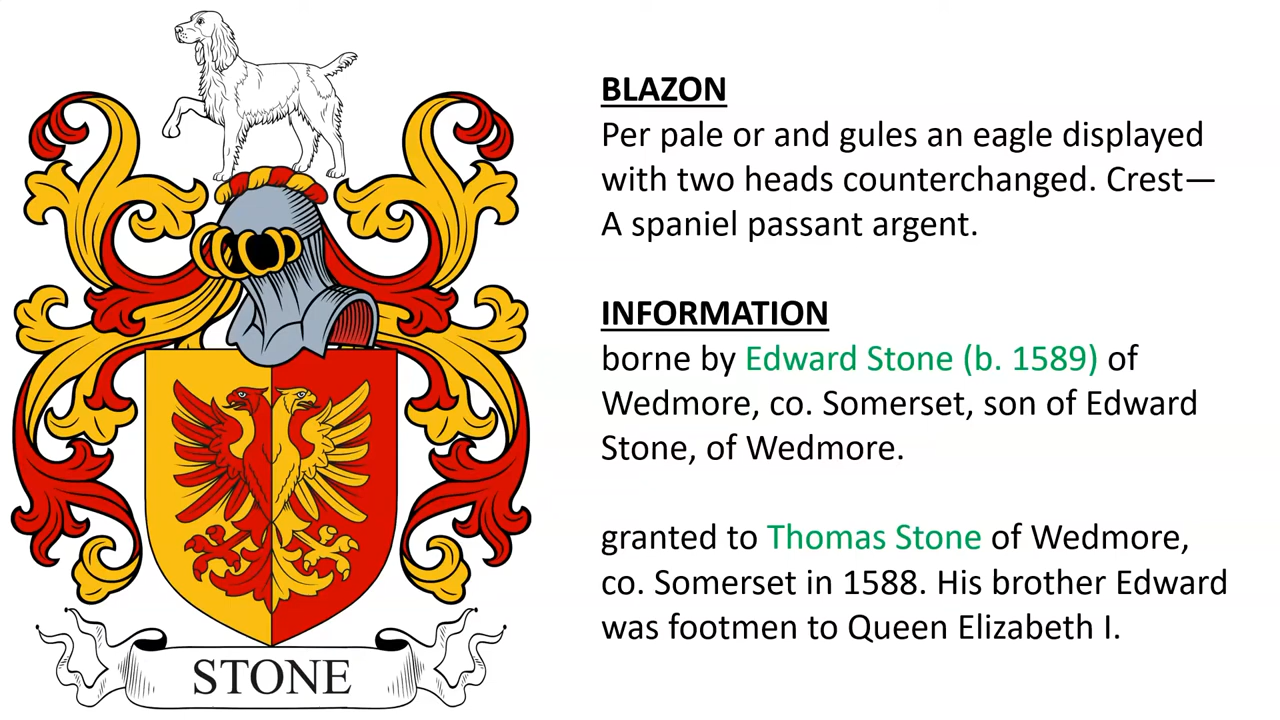 BLAZON
Per pale or and gules an eagle displayed
with two heads counterchanged. Crest—
A spaniel passant argent.
INFORMATION
borne by Edward Stone (b. 1589) of
Wedmore, co. Somerset, son of Edward
Stone, of Wedmore.
granted to Thomas Stone of Wedmore,
co. Somerset in 1588. His brother Edward
was footmen to Queen Elizabeth I.
STONE